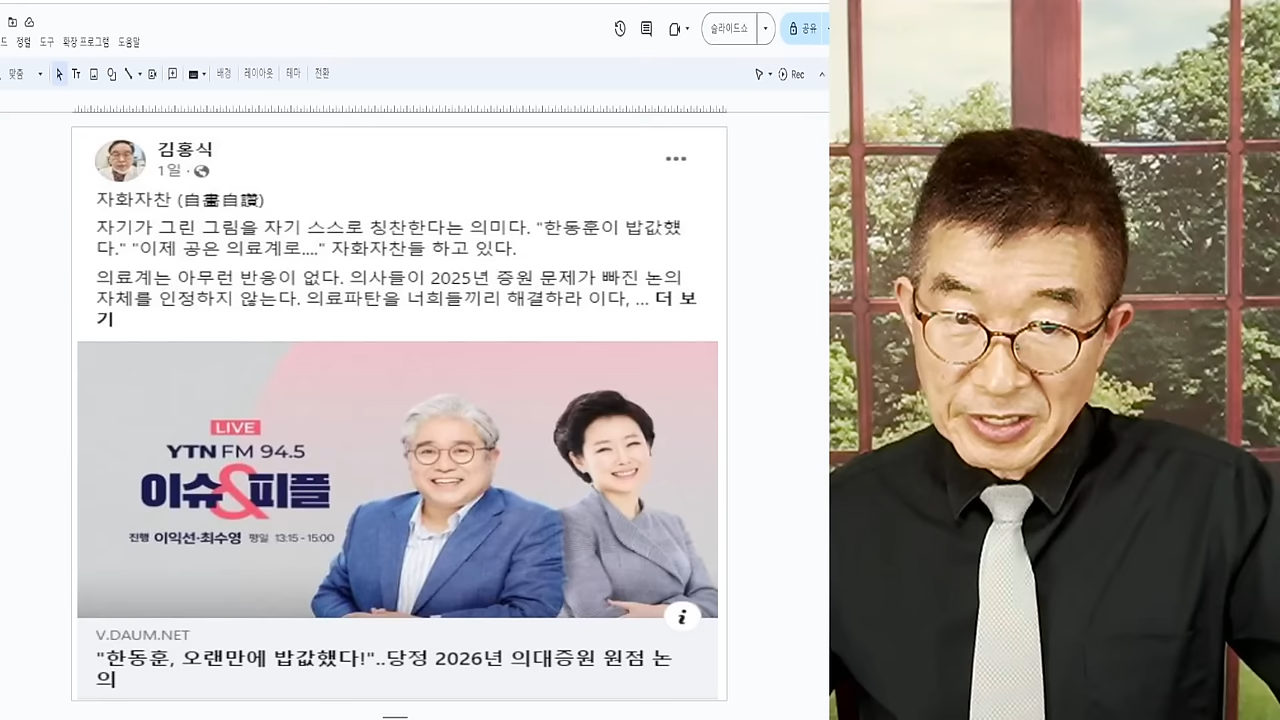 드 정렬 도구 확장 프로그램 도움말
슬라이드쇼
공유
맞춤
Tr
배경 레이아웃 테마 전환
Rec
김홍식
1일 ·
자화자찬 (自畵自讚)
자기가 그린 그림을 자기 스스로 칭찬한다는 의미다. "한동훈이 밥값했
다." "이제 공은 의료계로...." 자화자찬들 하고 있다.
의료계는 아무런 반응이 없다. 의사들이 2025년 증원 문제가 빠진 논의
자체를 인정하지 않는다. 의료파탄을 너희들끼리 해결하라 이다, ... 더 보
기
LIVE
YTN FM 94.5
이슈&피플
진행 이익선·최수영 평일 13:15 - 15:00
i
V.DAUM.NET
"한동훈, 오랜만에 밥값했다!"..당정 2026년 의대증원 원점 논
의